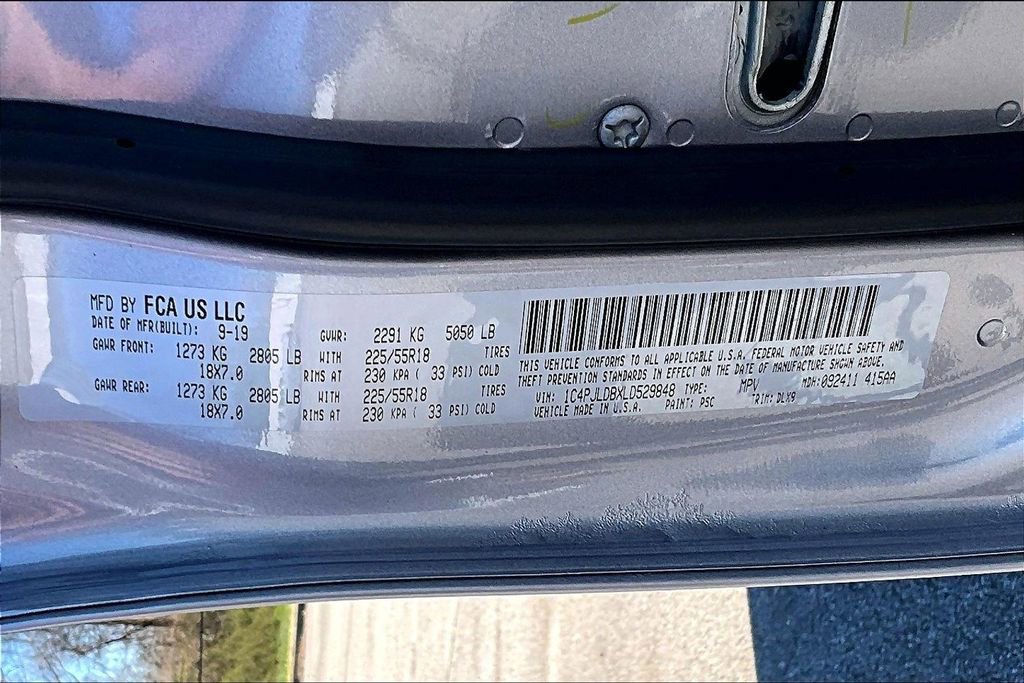 MFD BY FCA US LLC
DATE OF MFR(BUILT): 9-19
GVWR: 2291 KG 5050 LB
GAWR FRONT: 1273 KG 2805 LB WITH 225/55R18 TIRES
18X7.0 RIMS AT 230 KPA ( 33 PSI) COLD
GAWR REAR: 1273 KG 2805 LB WITH 225/55R18 TIRES
18X7.0 RIMS AT 230 KPA ( 33 PSI) COLD
THIS VEHICLE CONFORMS TO ALL APPLICABLE U.S.A. FEDERAL MOTOR VEHICLE SAFETY AND
THEFT PREVENTION STANDARDS IN EFFECT ON THE DATE OF MANUFACTURE SHOWN ABOVE.
VIN: 1C4PJLDBXLD529848 TYPE: MPV MDH:092411 415AA
VEHICLE MADE IN U.S.A. PAINT: PSC TRIM: DLX9